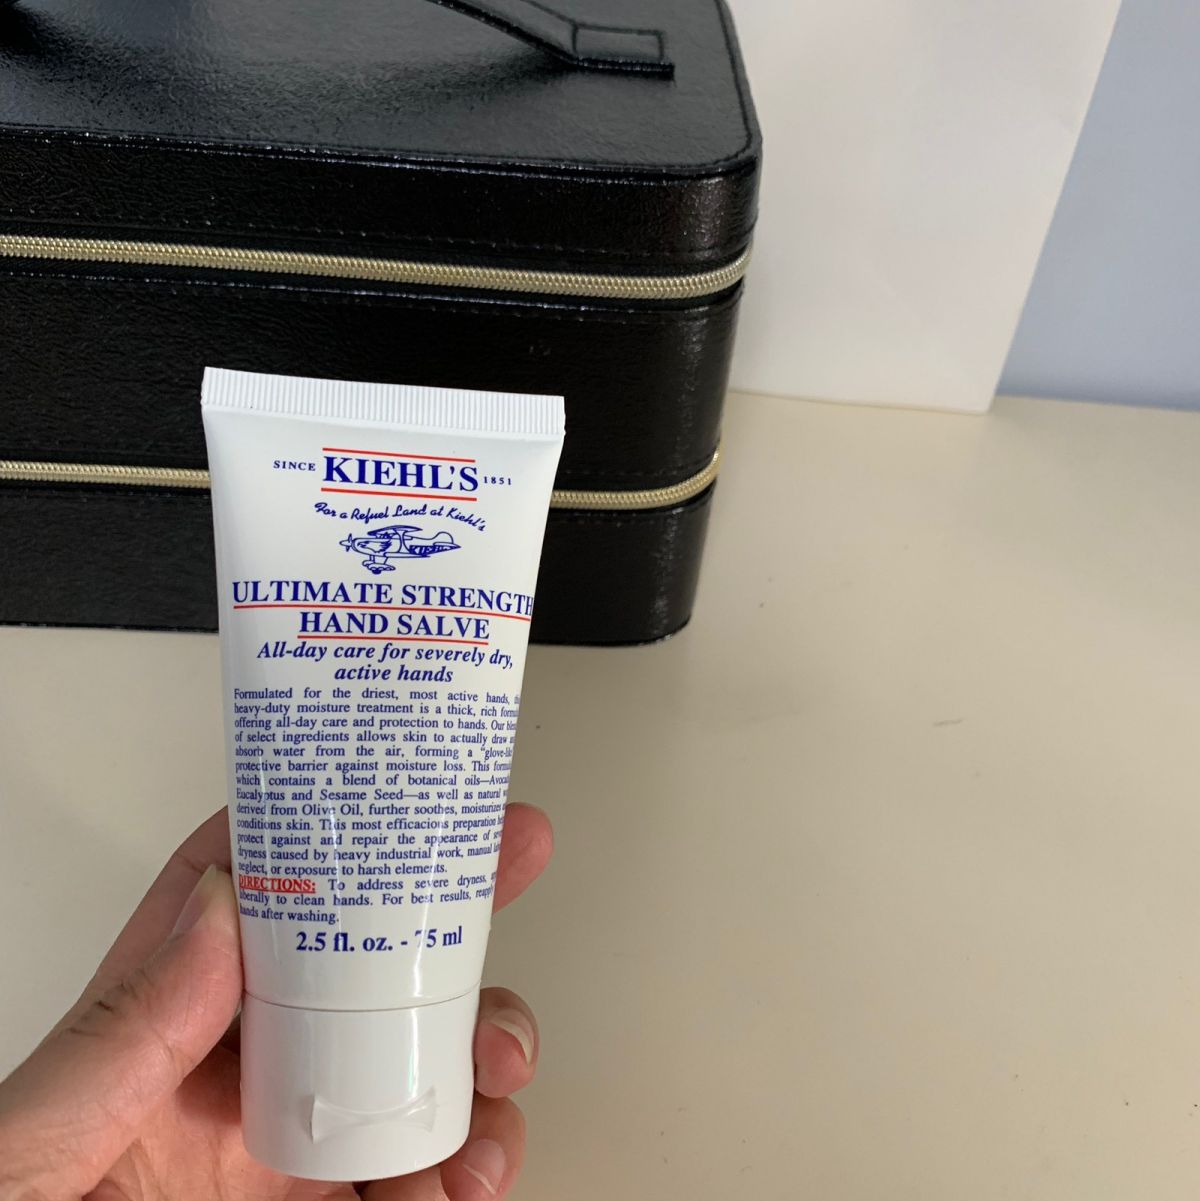 SINCE KIEHL'S 1851
For a Refuel Land at Kiehl's
KIEHL'S
ULTIMATE STRENGTH
HAND SALVE
All-day care for severely dry,
active hands
Formulated for the driest, most active hands,
heavy-duty moisture treatment is a thick, rich
offering all-day care and protection to hands. Our
of select ingredients allows skin to actually draw
absorb water from the air, forming a
protective barrier against moisture loss. This
which contains a blend of botanical
Eucalyptus and Sesame Seed—as well as natural
derived from Olive Oil, further soothes, moisturizes
conditions skin. This most efficacious preparation
protect against and repair the appearance of
dryness caused by heavy industrial work, manual
neglect, or exposure to harsh elements.
DIRECTIONS: To address severe dryness,
liberally to clean hands. For best results,
hands after washing.
2.5 fl. oz. - 75 ml